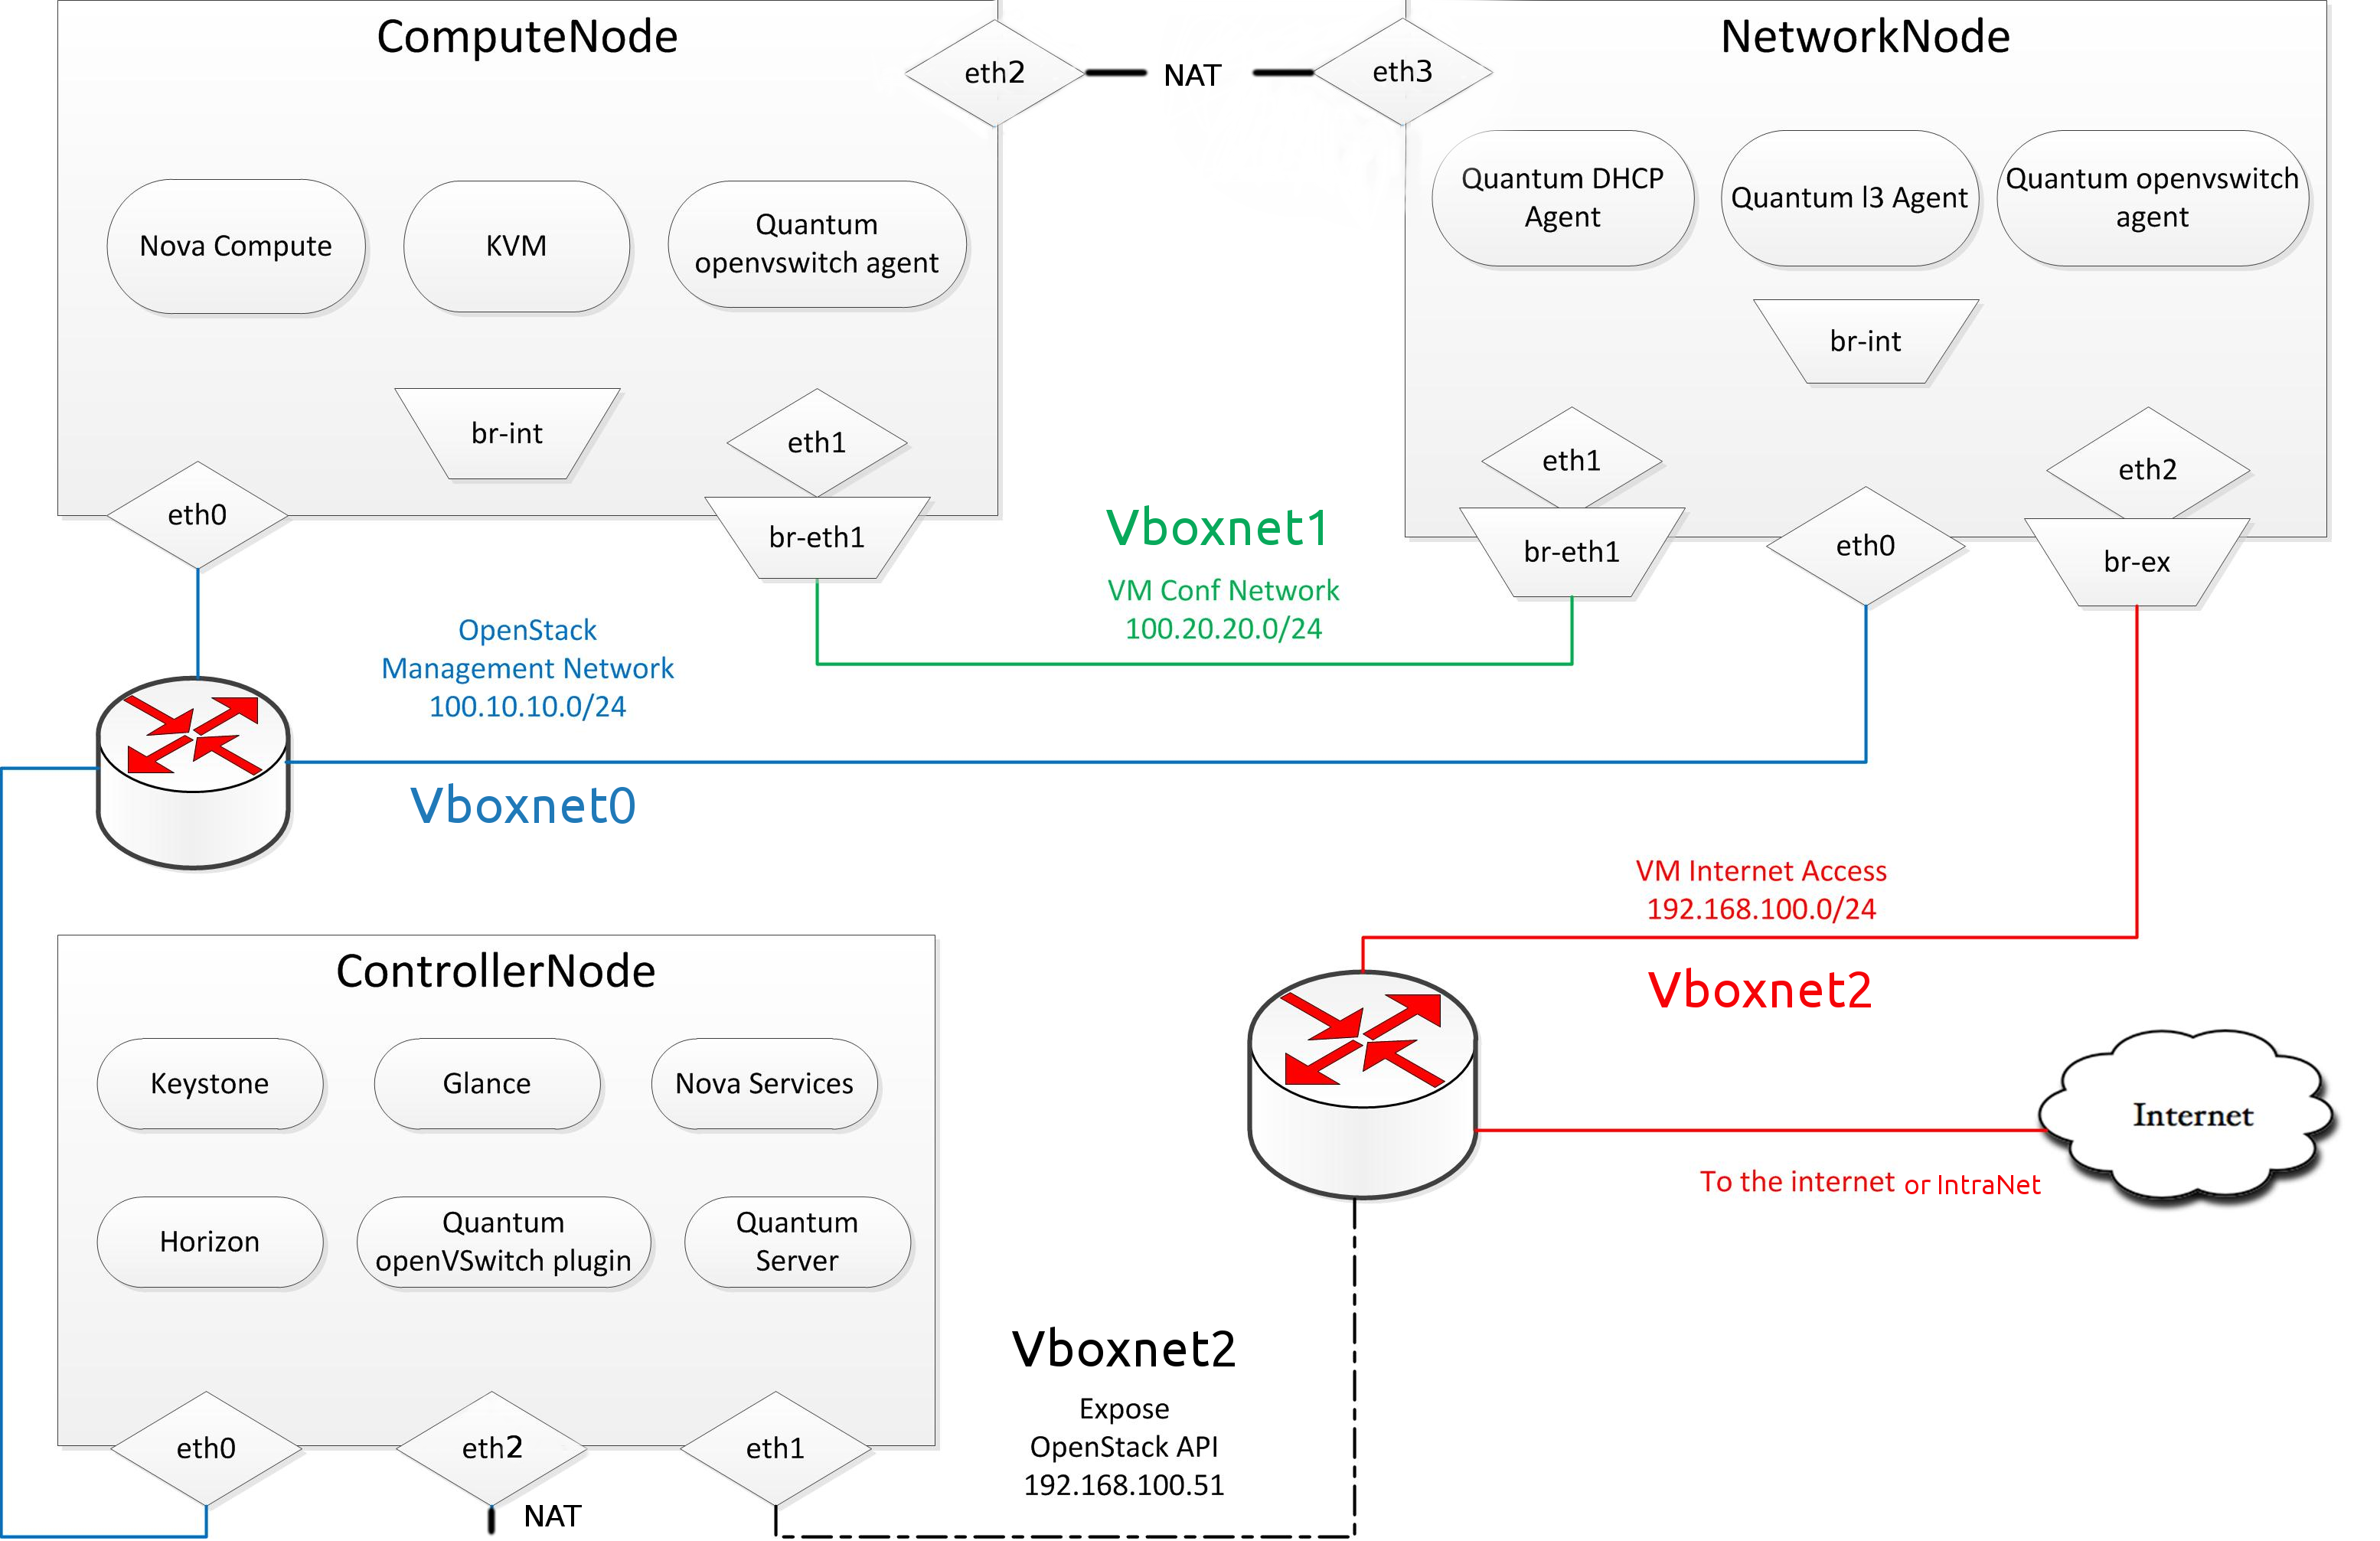 ComputeNode
eth2
NAT
eth3
NetworkNode
Nova Compute
KVM
Quantum
openvswitch agent
Quantum DHCP
Agent
Quantum l3 Agent
Quantum openvswitch
agent
br-int
br-int
eth1
eth0
br-eth1
eth1
br-eth1
eth0
eth2
br-ex
Vboxnet1
VM Conf Network
100.20.20.0/24
OpenStack
Management Network
100.10.10.0/24
Vboxnet0
VM Internet Access
192.168.100.0/24
Vboxnet2
Internet
To the internet or IntraNet
ControllerNode
Keystone
Glance
Nova Services
Horizon
Quantum
openVSwitch plugin
Quantum
Server
eth0
eth2
eth1
NAT
Vboxnet2
Expose
OpenStack API
192.168.100.51